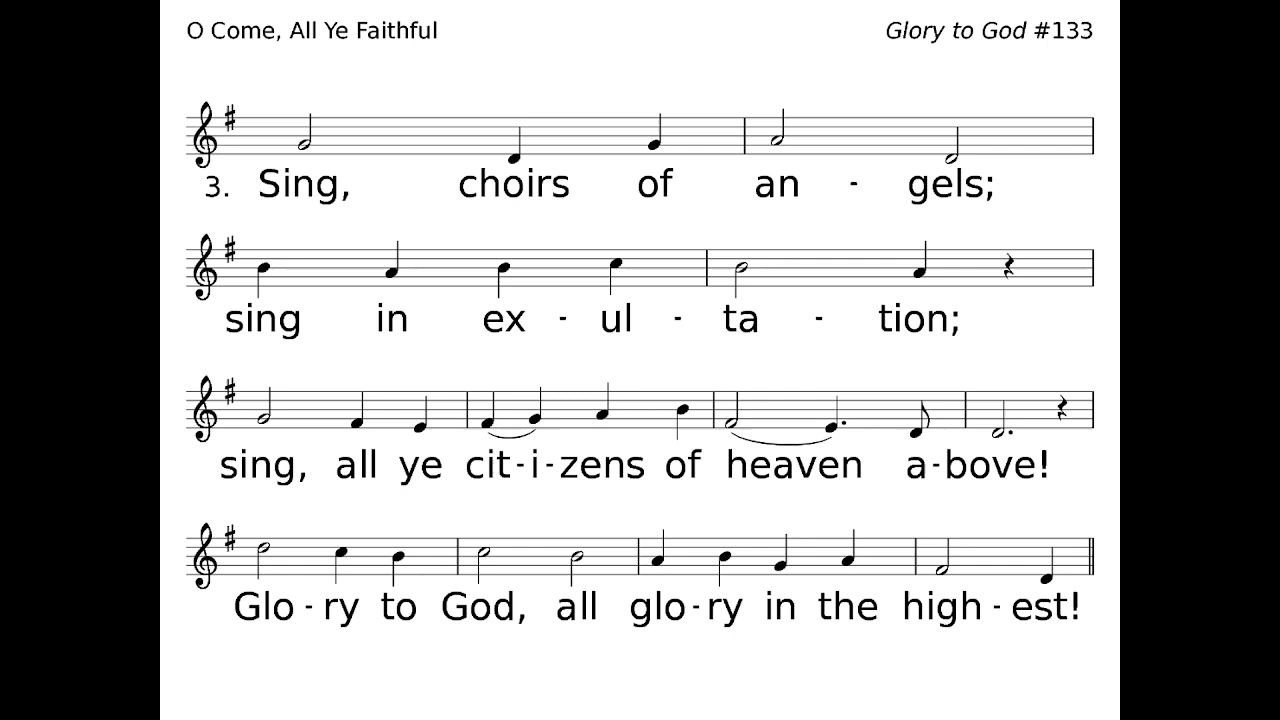 O Come, All Ye Faithful Glory to God #133
3. Sing, choirs of an - gels;
sing in ex - ul - ta - tion;
sing, all ye cit - i - zens of heaven a - bove!
Glo - ry to God, all glo - ry in the high - est!